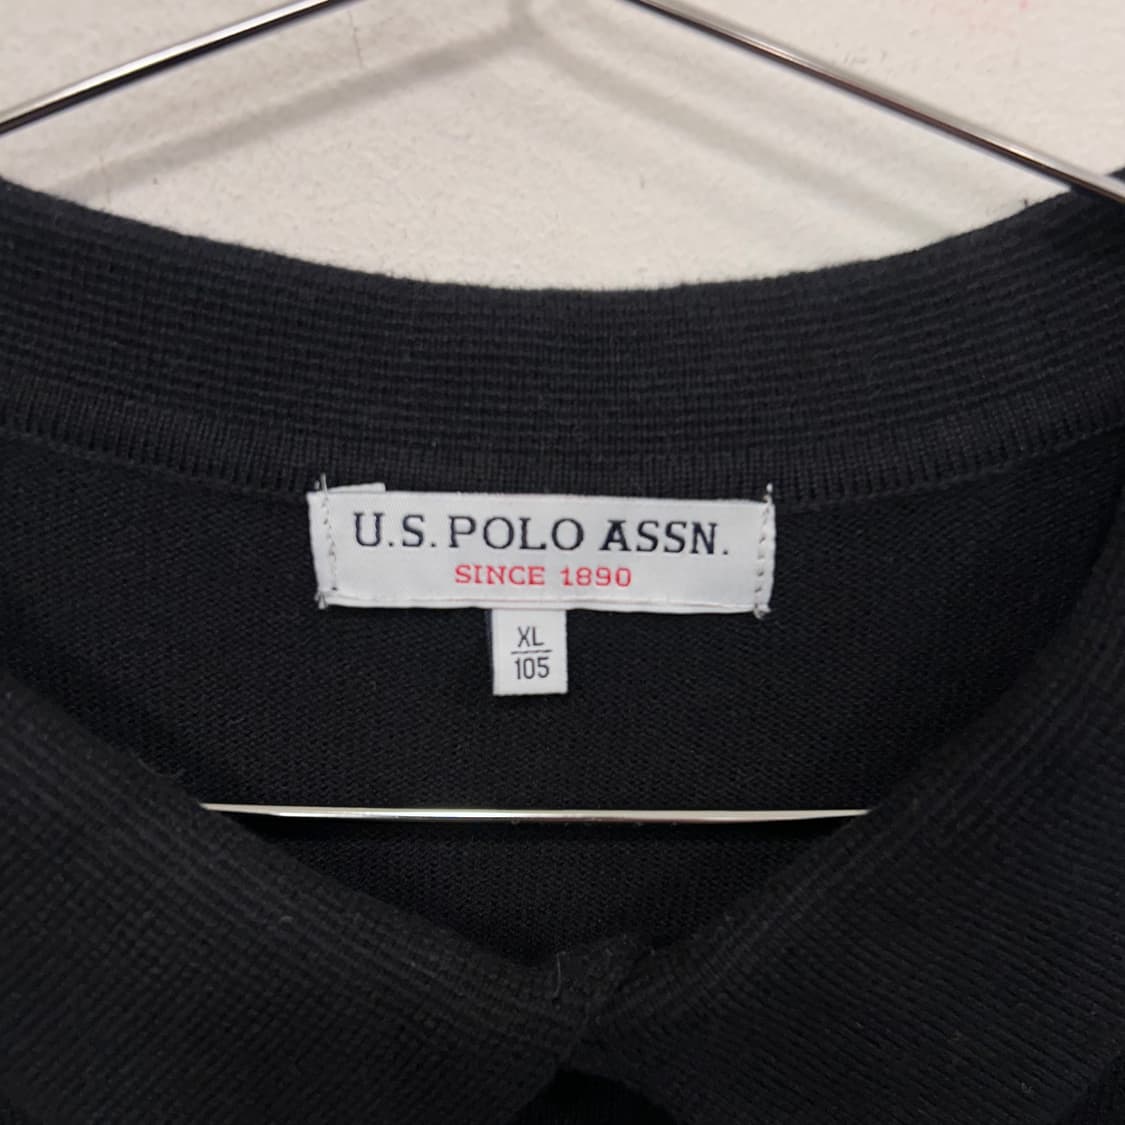 U.S. POLO ASSN.
SINCE 1890
XL
105